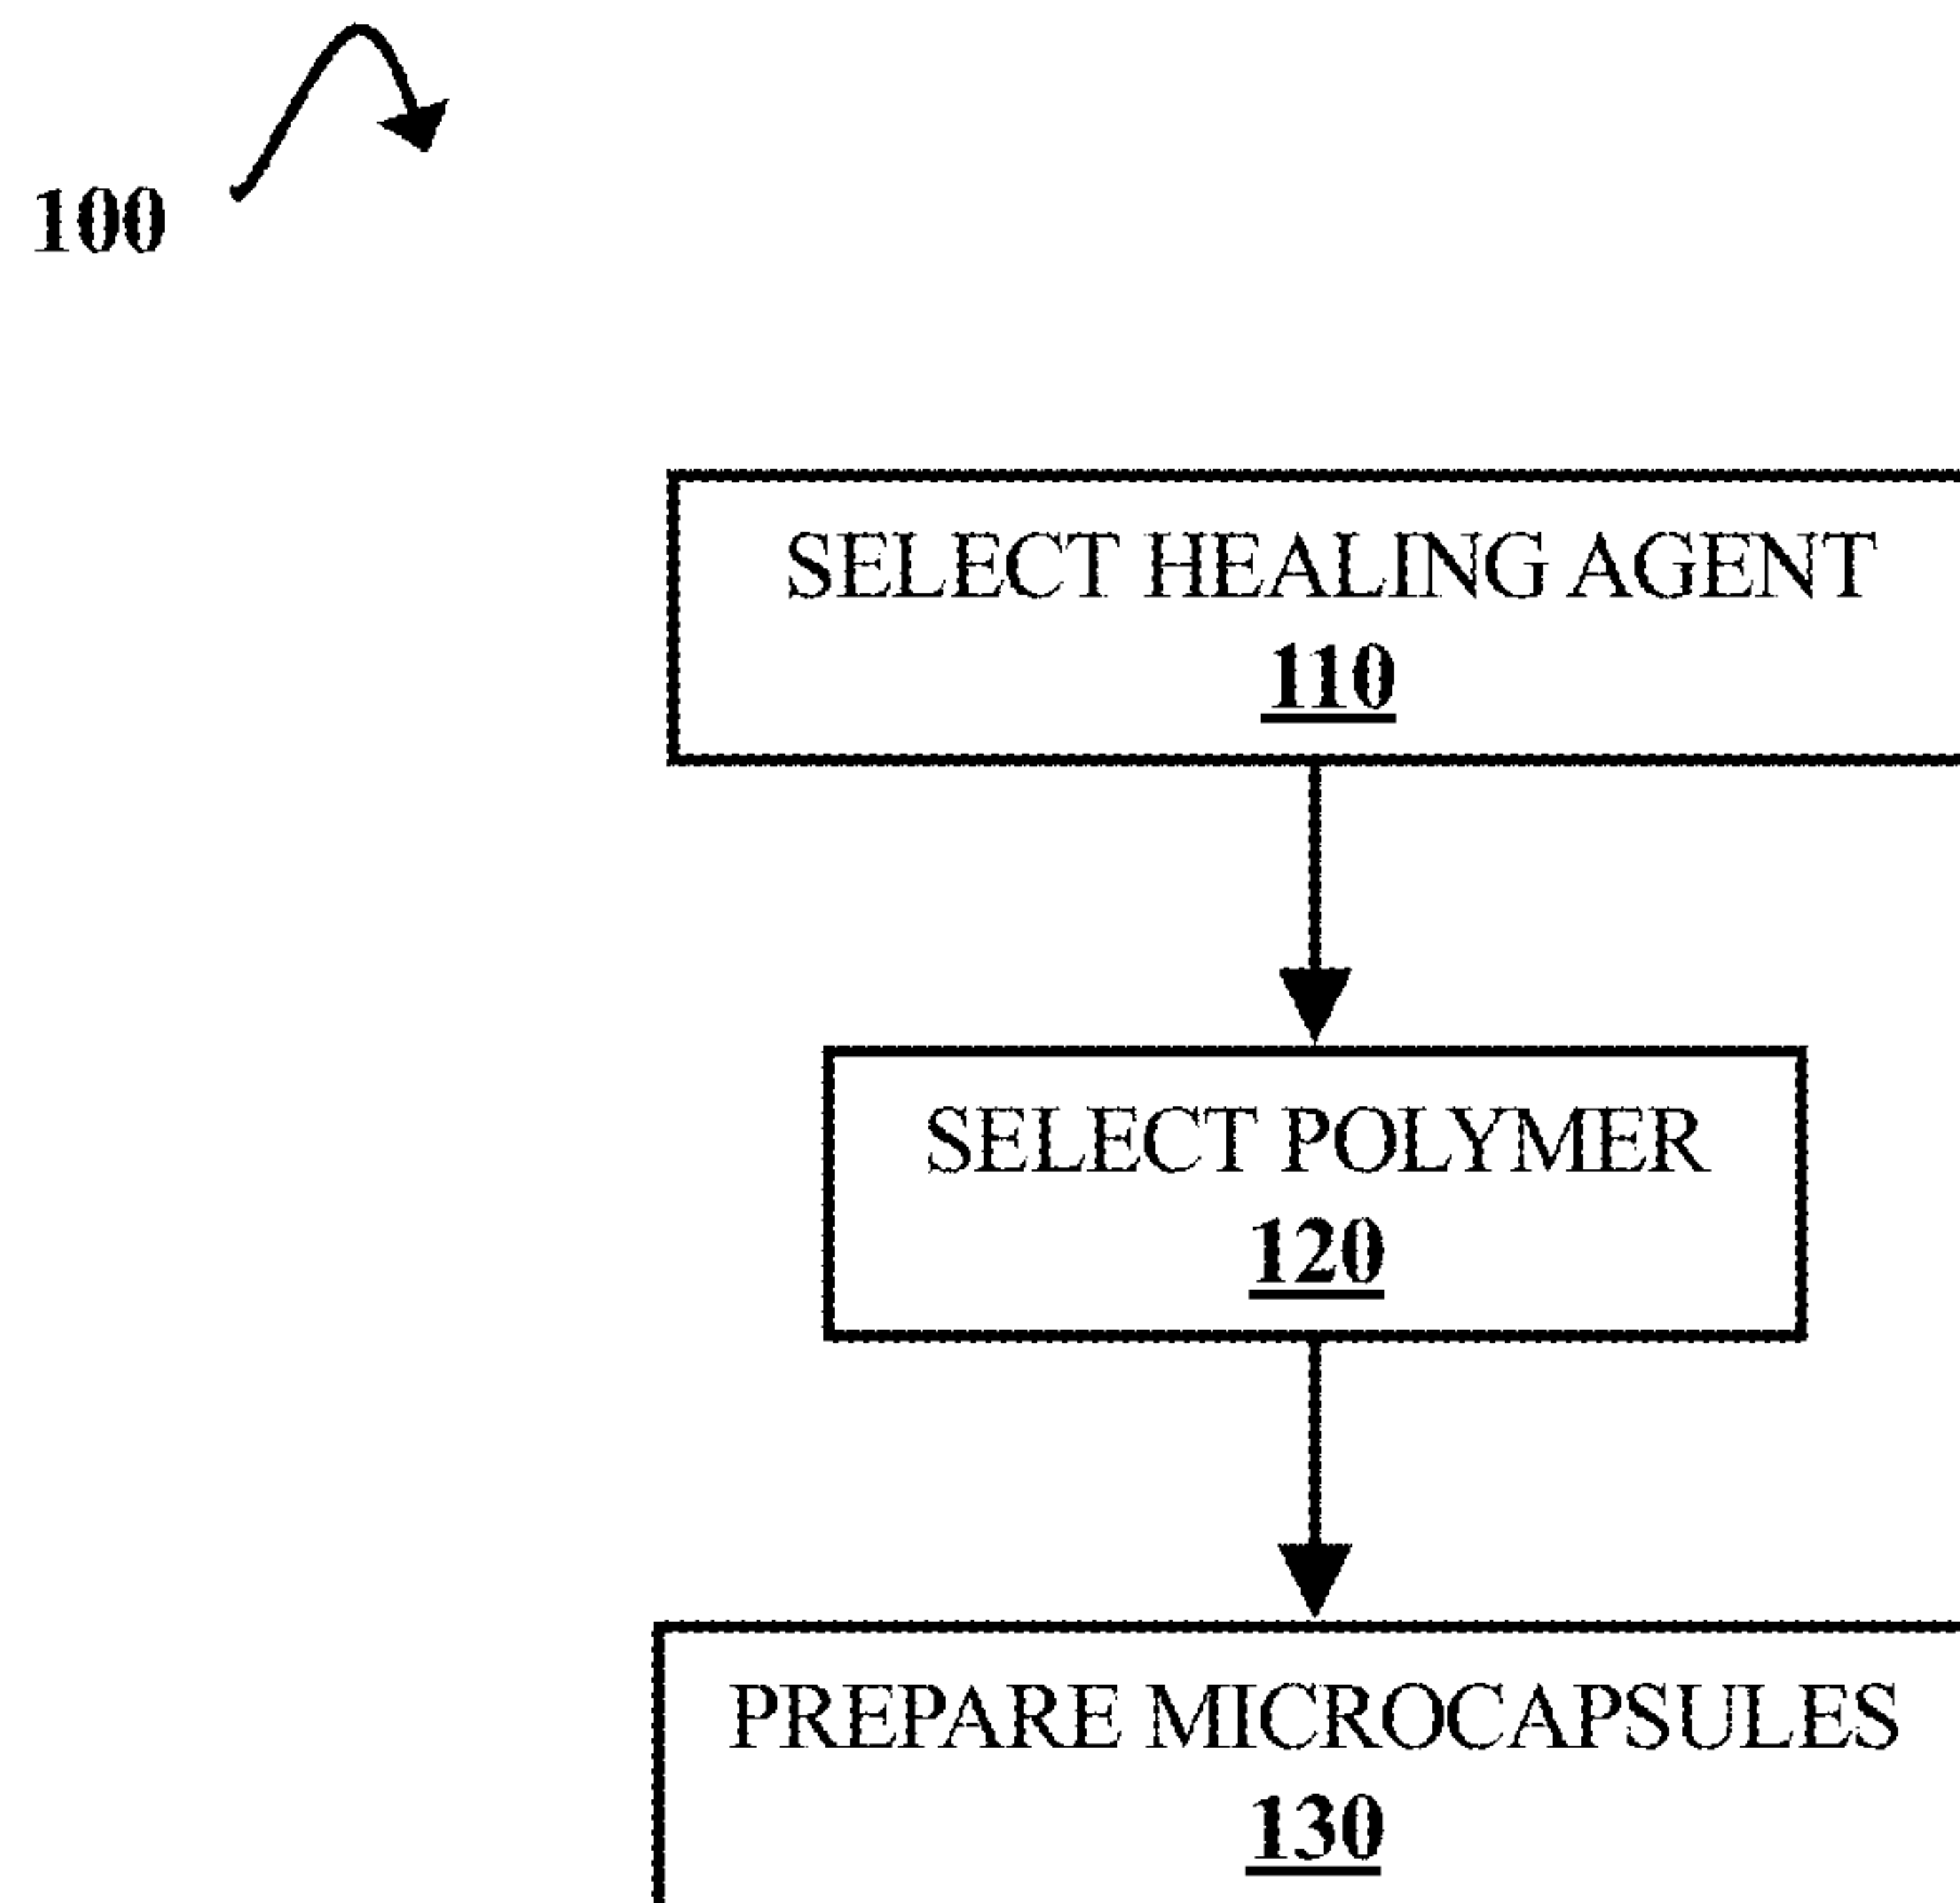 100
SELECT HEALING AGENT
110
SELECT POLYMER
120
PREPARE MICROCAPSULES
130